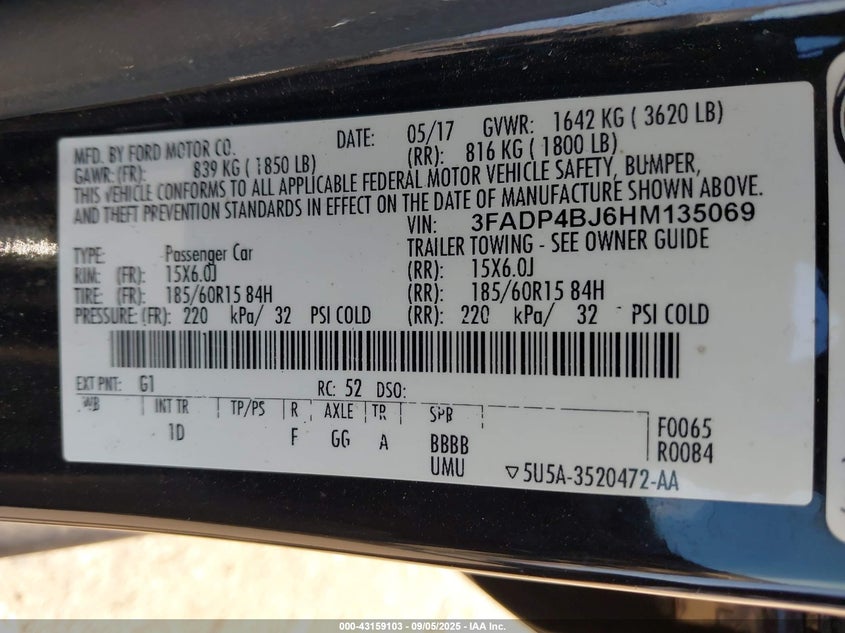 MFD. BY FORD MOTOR CO. DATE: 05/17 GVWR: 1642 KG ( 3620 LB)
GAWR: (FR): 839 KG ( 1850 LB) (RR): 816 KG ( 1800 LB)
THIS VEHICLE CONFORMS TO ALL APPLICABLE FEDERAL MOTOR VEHICLE SAFETY, BUMPER,
AND THEFT PREVENTION STANDARDS IN EFFECT ON THE DATE OF MANUFACTURE SHOWN ABOVE.
VIN: 3FADP4BJ6HM135069
TYPE: Passenger Car TRAILER TOWING - SEE OWNER GUIDE
RIM: (FR): 15X6.0J (RR): 15X6.0J
TIRE: (FR): 185/60R15 84H (RR): 185/60R15 84H
PRESSURE: (FR): 220 kPa/ 32 PSI COLD (RR): 220 kPa/ 32 PSI COLD
EXT PNT: G1 RC: 52 DSO:
WB INT TR TP/PS R AXLE TR SPR
1D F GG A BBBB F0065
UMU R0084
5U5A-3520472-AA
000-43159103 - 09/05/2025 - IAA Inc.